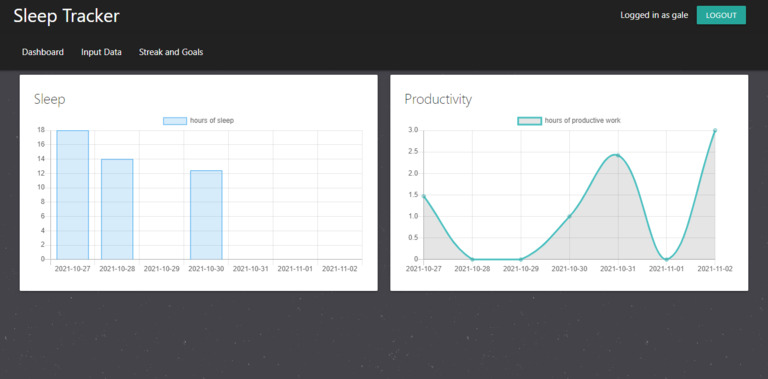 Sleep Tracker
Logged in as gale
LOGOUT
Dashboard Input Data Streak and Goals
Sleep
hours of sleep
18
16
14
12
10
8
6
4
2
0
2021-10-27 2021-10-28 2021-10-29 2021-10-30 2021-10-31 2021-11-01 2021-11-02
Productivity
hours of productive work
3.0
2.5
2.0
1.5
1.0
0.5
0
2021-10-27 2021-10-28 2021-10-29 2021-10-30 2021-10-31 2021-11-01 2021-11-02